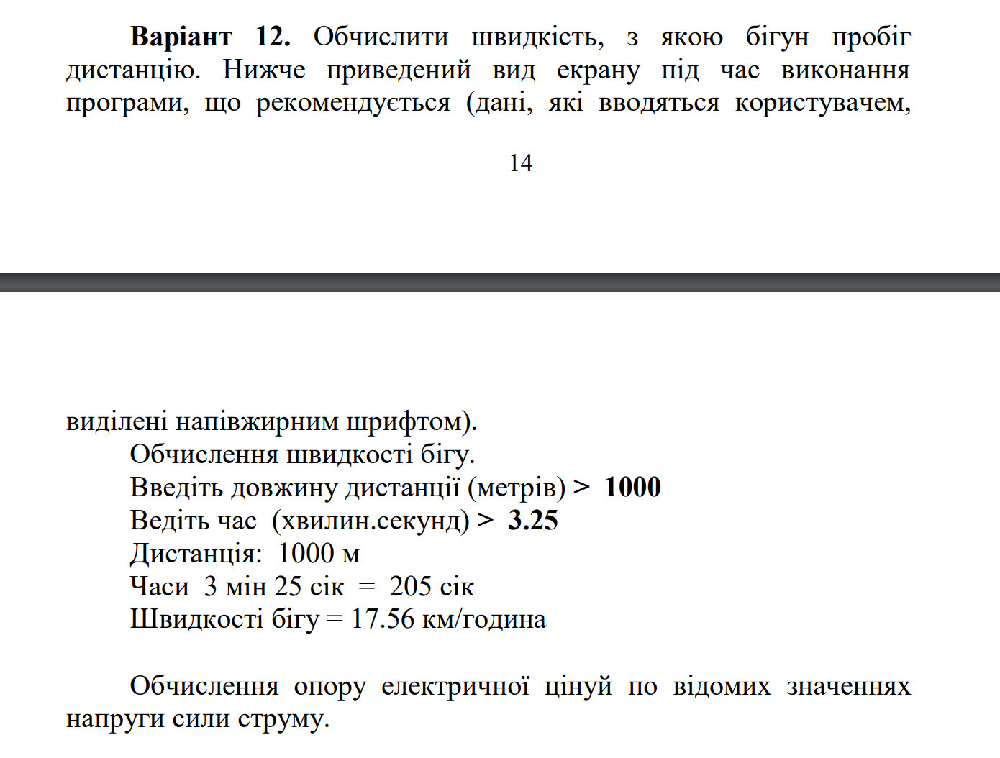 Варіант 12. Обчислити швидкість, з якою бігун пробіг
дистанцію. Нижче приведений вид екрану під час виконання
програми, що рекомендується (дані, які вводяться користувачем,
14
виділені напівжирним шрифтом).
Обчислення швидкості бігу.
Введіть довжину дистанції (метрів) > 1000
Ведіть час (хвилин.секунд) > 3.25
Дистанція: 1000 м
Часи 3 мін 25 сік = 205 сік
Швидкості бігу = 17.56 км/година
Обчислення опору електричної цінуй по відомих значеннях
напруги сили струму.